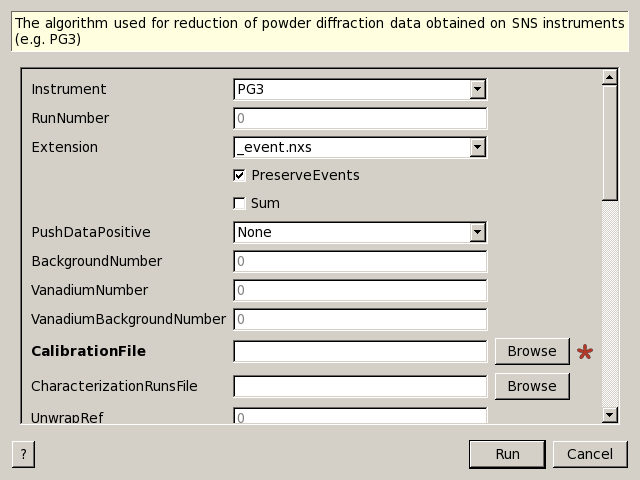 The algorithm used for reduction of powder diffraction data obtained on SNS instruments
(e.g. PG3)
Instrument PG3
RunNumber 0
Extension _event.nxs
PreserveEvents
Sum
PushDataPositive None
BackgroundNumber 0
VanadiumNumber 0
VanadiumBackgroundNumber 0
CalibrationFile Browse *
CharacterizationRunsFile Browse
UnwrapRef 0
? Run Cancel